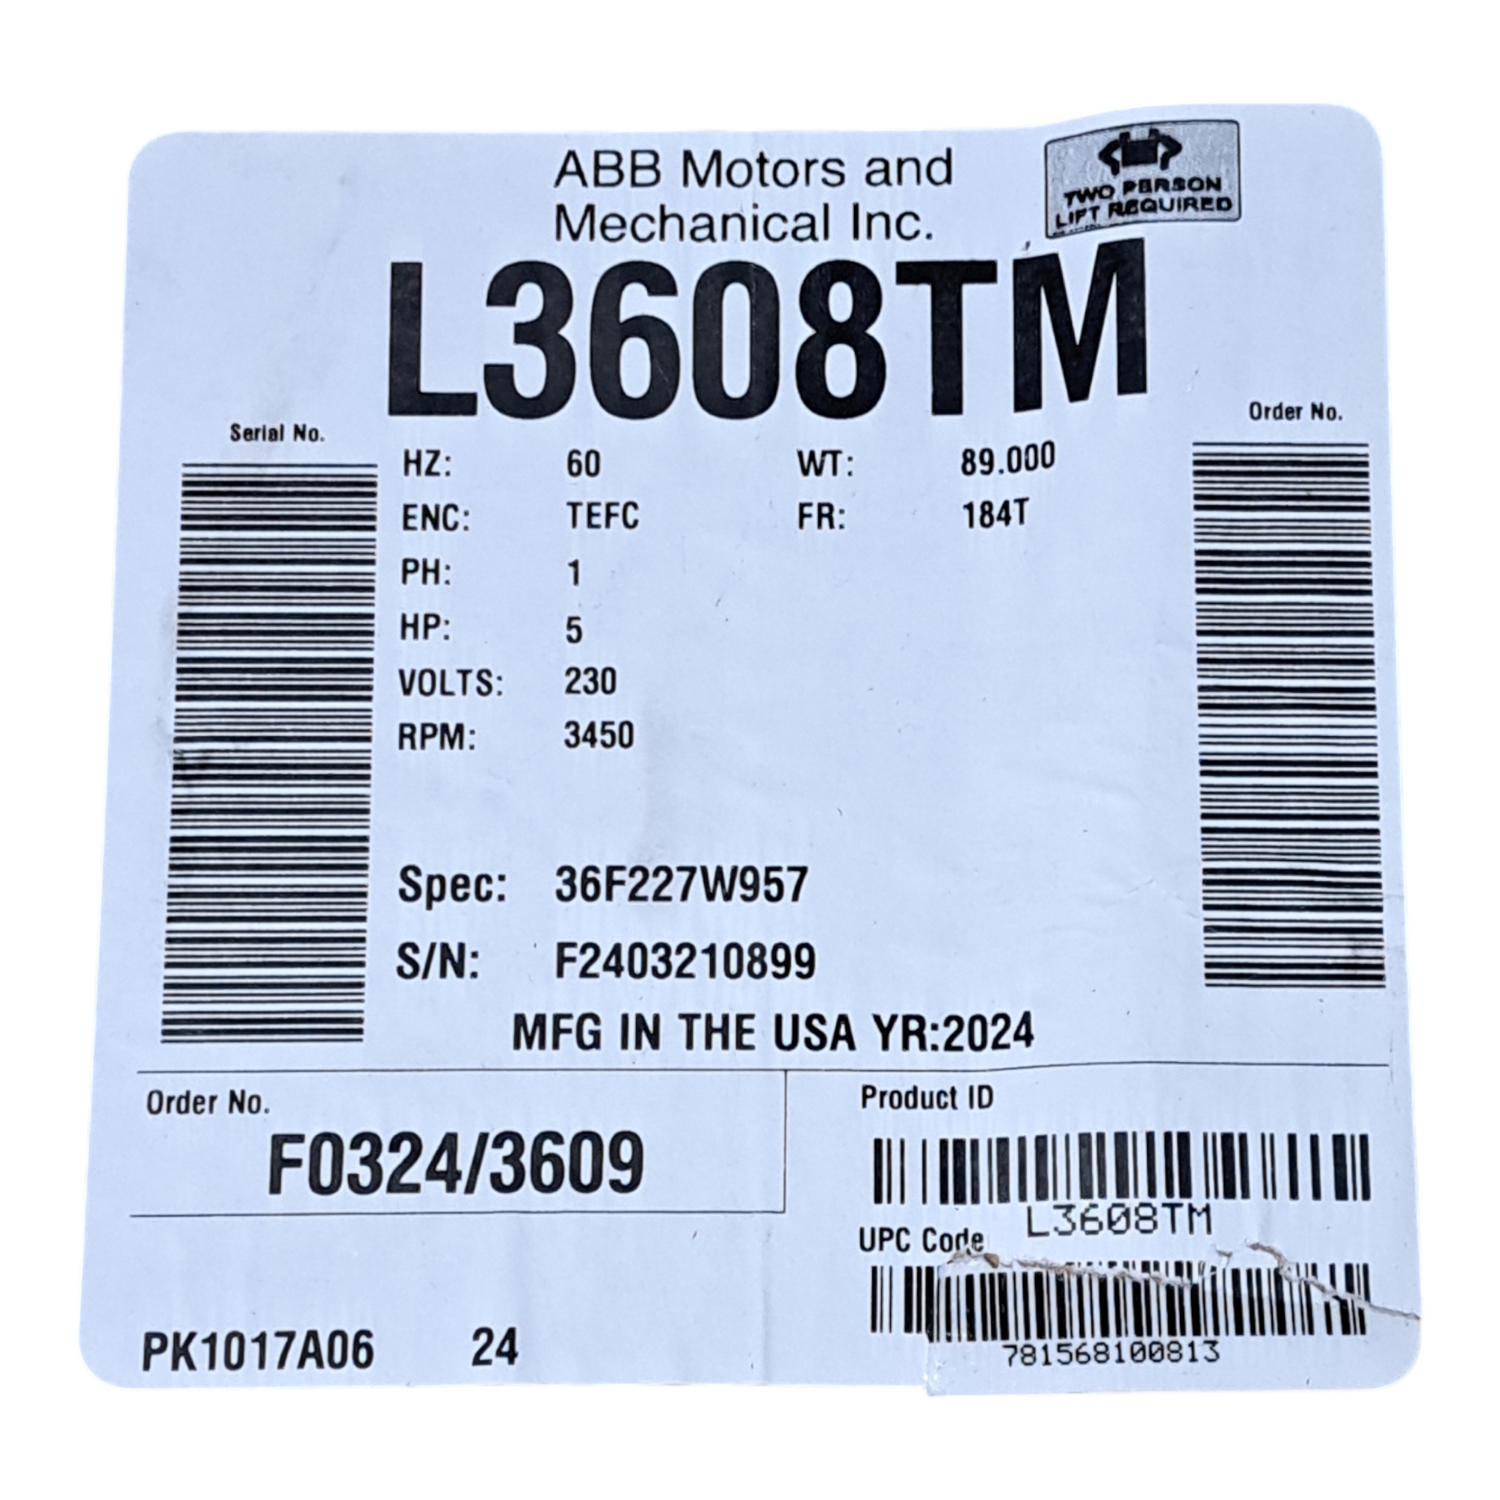 ABB Motors and
Mechanical Inc.
TWO PERSON
LIFT REQUIRED
L3608TM
Serial No.
Order No.
HZ: 60 WT: 89.000
ENC: TEFC FR: 184T
PH: 1
HP: 5
VOLTS: 230
RPM: 3450
Spec: 36F227W957
S/N: F2403210899
MFG IN THE USA YR:2024
Order No.
F0324/3609
Product ID
L3608TM
UPC Code
781568100813
PK1017A06 24